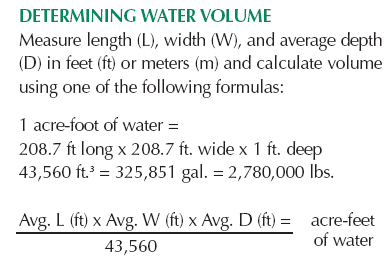 DETERMINING WATER VOLUME
Measure length (L), width (W), and average depth
(D) in feet (ft) or meters (m) and calculate volume
using one of the following formulas:
1 acre-foot of water =
208.7 ft long x 208.7 ft. wide x 1 ft. deep
43,560 ft.³ = 325,851 gal. = 2,780,000 lbs.
Avg. L (ft) x Avg. W (ft) x Avg. D (ft) = acre-feet
43,560 of water